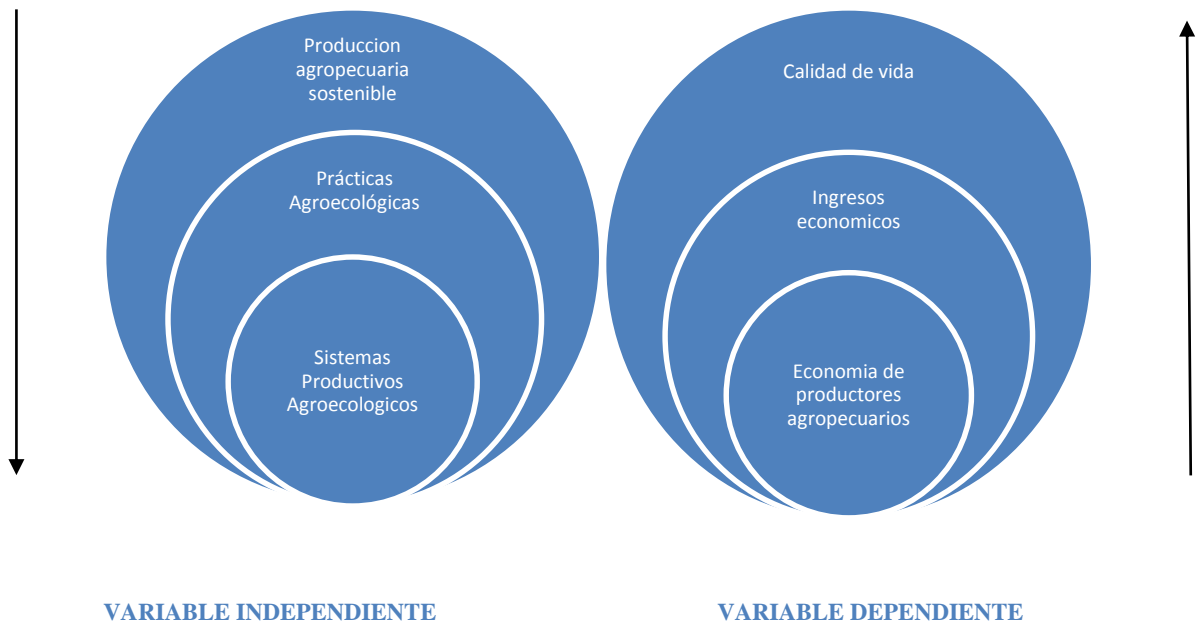 Produccion
agropecuaria
sostenible
Prácticas
Agroecológicas
Sistemas
Productivos
Agroecologicos
Calidad de vida
Ingresos
economicos
Economia de
productores
agropecuarios
VARIABLE INDEPENDIENTE
VARIABLE DEPENDIENTE